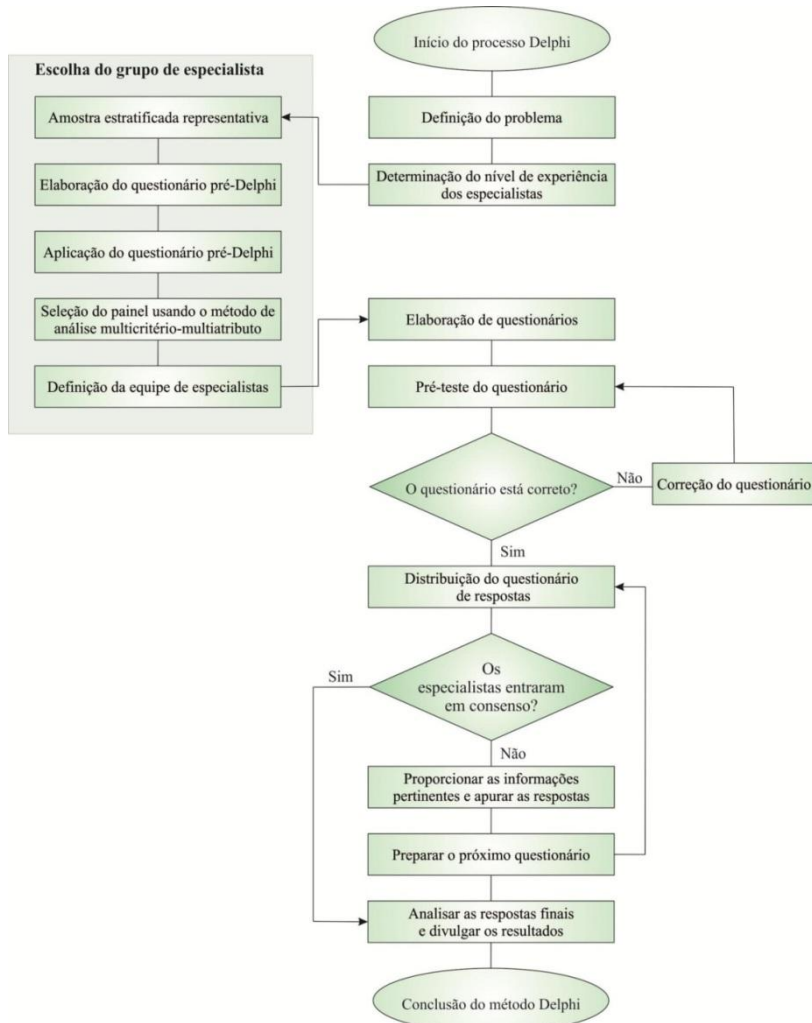 Início do processo Delphi
Definição do problema
Determinação do nível de experiência
dos especialistas
Escolha do grupo de especialista
Amostra estratificada representativa
Elaboração do questionário pré-Delphi
Aplicação do questionário pré-Delphi
Seleção do painel usando o método de
análise multicritério-multiatributo
Definição da equipe de especialistas
Elaboração de questionários
Pré-teste do questionário
O questionário está correto?
Não
Correção do questionário
Sim
Distribuição do questionário
de respostas
Os
especialistas entraram
em consenso?
Sim
Não
Proporcionar as informações
pertinentes e apurar as respostas
Preparar o próximo questionário
Analisar as respostas finais
e divulgar os resultados
Conclusão do método Delphi